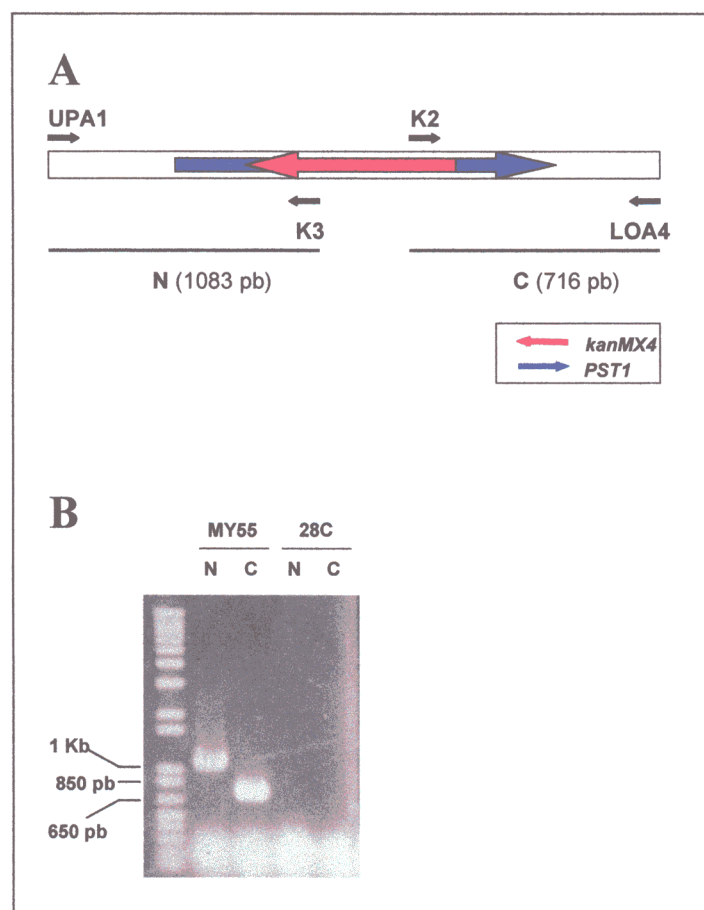 A
UPA1 K2
K3 LOA4
N (1083 pb) C (716 pb)
kanMX4
PST1
B
MY55 28C
N C N C
1 Kb
850 pb
650 pb